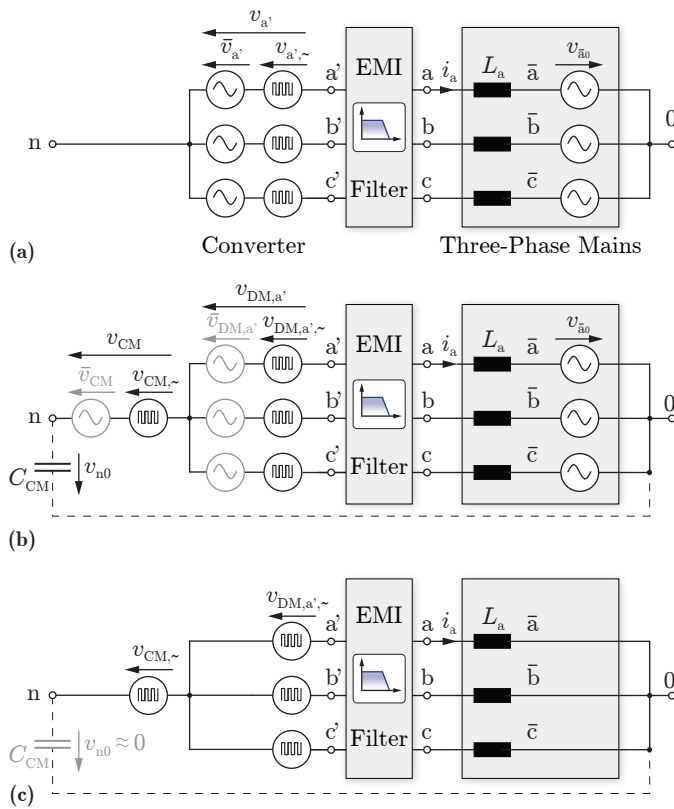 v_a'
v̄_a' v_a',~ a' EMI a i_a L_a ā v_ā0
n b' b b̄ 0
c' Filter c c̄
Converter Three-Phase Mains
(a)
v_DM,a'
v_CM v̄_DM,a' v_DM,a',~ a' EMI a i_a L_a ā v_ā0
v̄_CM v_CM,~
n b' b b̄ 0
C_CM v_n0 c' Filter c c̄
(b)
v_DM,a',~ a' EMI a i_a L_a ā
v_CM,~
n b' b b̄ 0
C_CM v_n0 ≈ 0 c' Filter c c̄
(c)